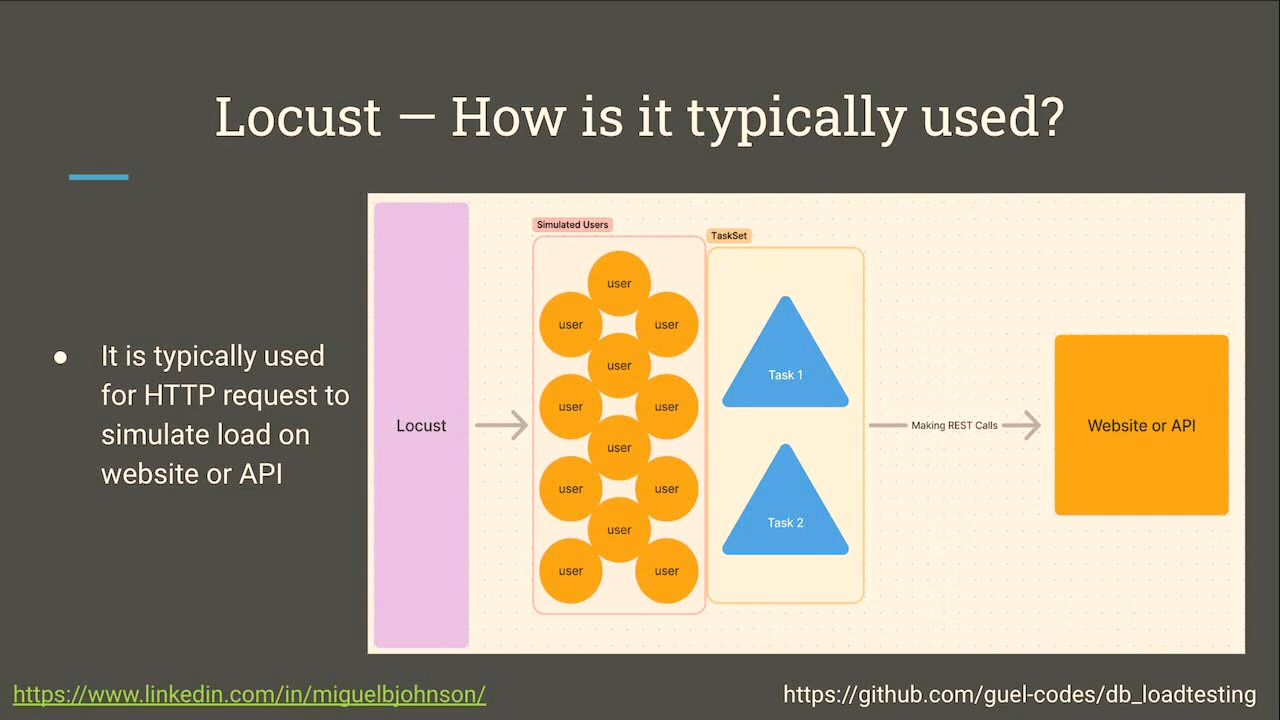 Locust — How is it typically used?
● It is typically used
for HTTP request to
simulate load on
website or API
Locust
Simulated Users
user
user
user
user
user
user
user
user
user
user
user
user
TaskSet
Task 1
Task 2
Making REST Calls
Website or API
https://www.linkedin.com/in/miguelbjohnson/
https://github.com/guel-codes/db_loadtesting